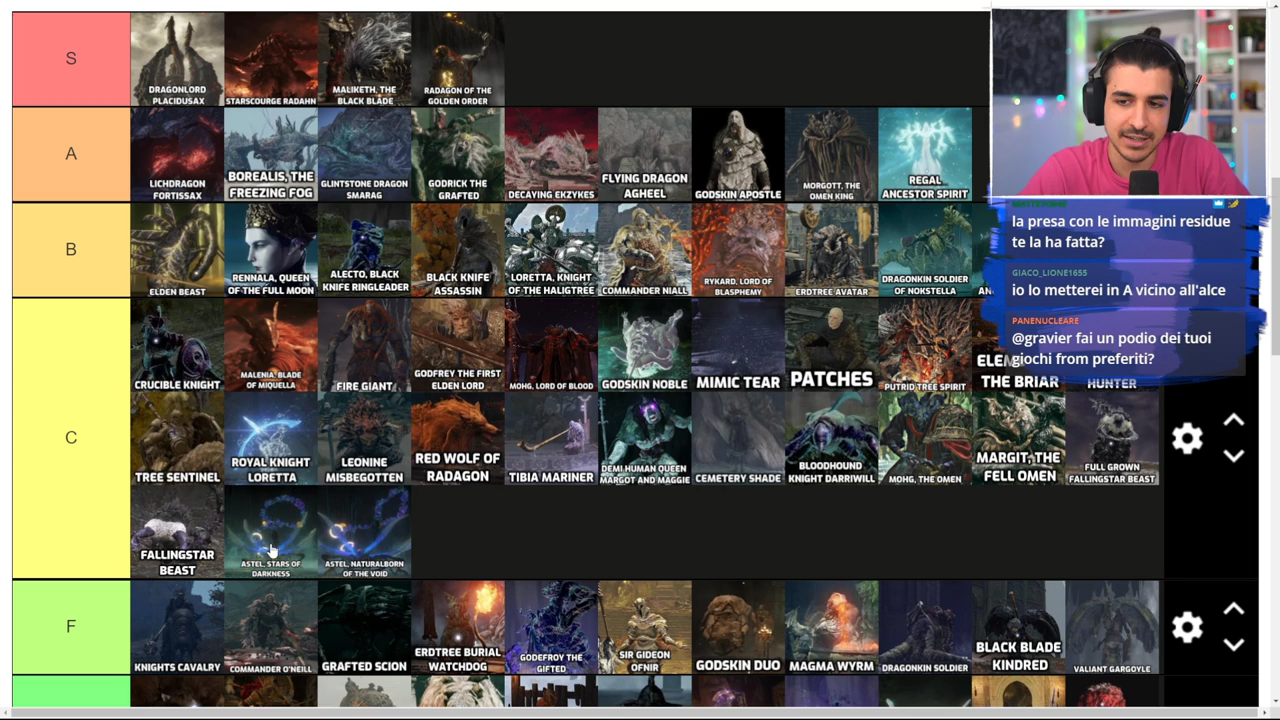 S
DRAGONLORD
PLACIDUSAX
STARSCOURGE RADAHN
MALIKETH, THE
BLACK BLADE
RADAGON OF THE
GOLDEN ORDER
A
LICHDRAGON
FORTISSAX
BOREALIS, THE
FREEZING FOG
GLINTSTONE DRAGON
SMARAG
GODRICK THE
GRAFTED
DECAYING EKZYKES
FLYING DRAGON
AGHEEL
GODSKIN APOSTLE
MORGOTT, THE
OMEN KING
REGAL
ANCESTOR SPIRIT
B
ELDEN BEAST
RENNALA, QUEEN
OF THE FULL MOON
ALECTO, BLACK
KNIFE RINGLEADER
BLACK KNIFE
ASSASSIN
LORETTA, KNIGHT
OF THE HALIGTREE
COMMANDER NIALL
RYKARD, LORD OF
BLASPHEMY
ERDTREE AVATAR
DRAGONKIN SOLDIER
OF NOKSTELLA
la presa con le immagini residue
te la ha fatta?
GIACO_LIONE1655
io lo metterei in A vicino all'alce
PANENUCLEARE
@gravier fai un podio dei tuoi
giochi from preferiti?
C
CRUCIBLE KNIGHT
MALENIA, BLADE
OF MIQUELLA
FIRE GIANT
GODFREY THE FIRST
ELDEN LORD
MOHG, LORD OF BLOOD
GODSKIN NOBLE
MIMIC TEAR
PATCHES
PUTRID TREE SPIRIT
THE BRIAR
HUNTER
TREE SENTINEL
ROYAL KNIGHT
LORETTA
LEONINE
MISBEGOTTEN
RED WOLF OF
RADAGON
TIBIA MARINER
DEMI HUMAN QUEEN
MARGOT AND MAGGIE
CEMETERY SHADE
BLOODHOUND
KNIGHT DARRIWILL
MOHG, THE OMEN
MARGIT, THE
FELL OMEN
FULL GROWN
FALLINGSTAR BEAST
FALLINGSTAR
BEAST
ASTEL, STARS OF
DARKNESS
ASTEL, NATURALBORN
OF THE VOID
F
KNIGHTS CAVALRY
COMMANDER O'NEILL
GRAFTED SCION
ERDTREE BURIAL
WATCHDOG
GODEFROY THE
GIFTED
SIR GIDEON
OFNIR
GODSKIN DUO
MAGMA WYRM
DRAGONKIN SOLDIER
BLACK BLADE
KINDRED
VALIANT GARGOYLE